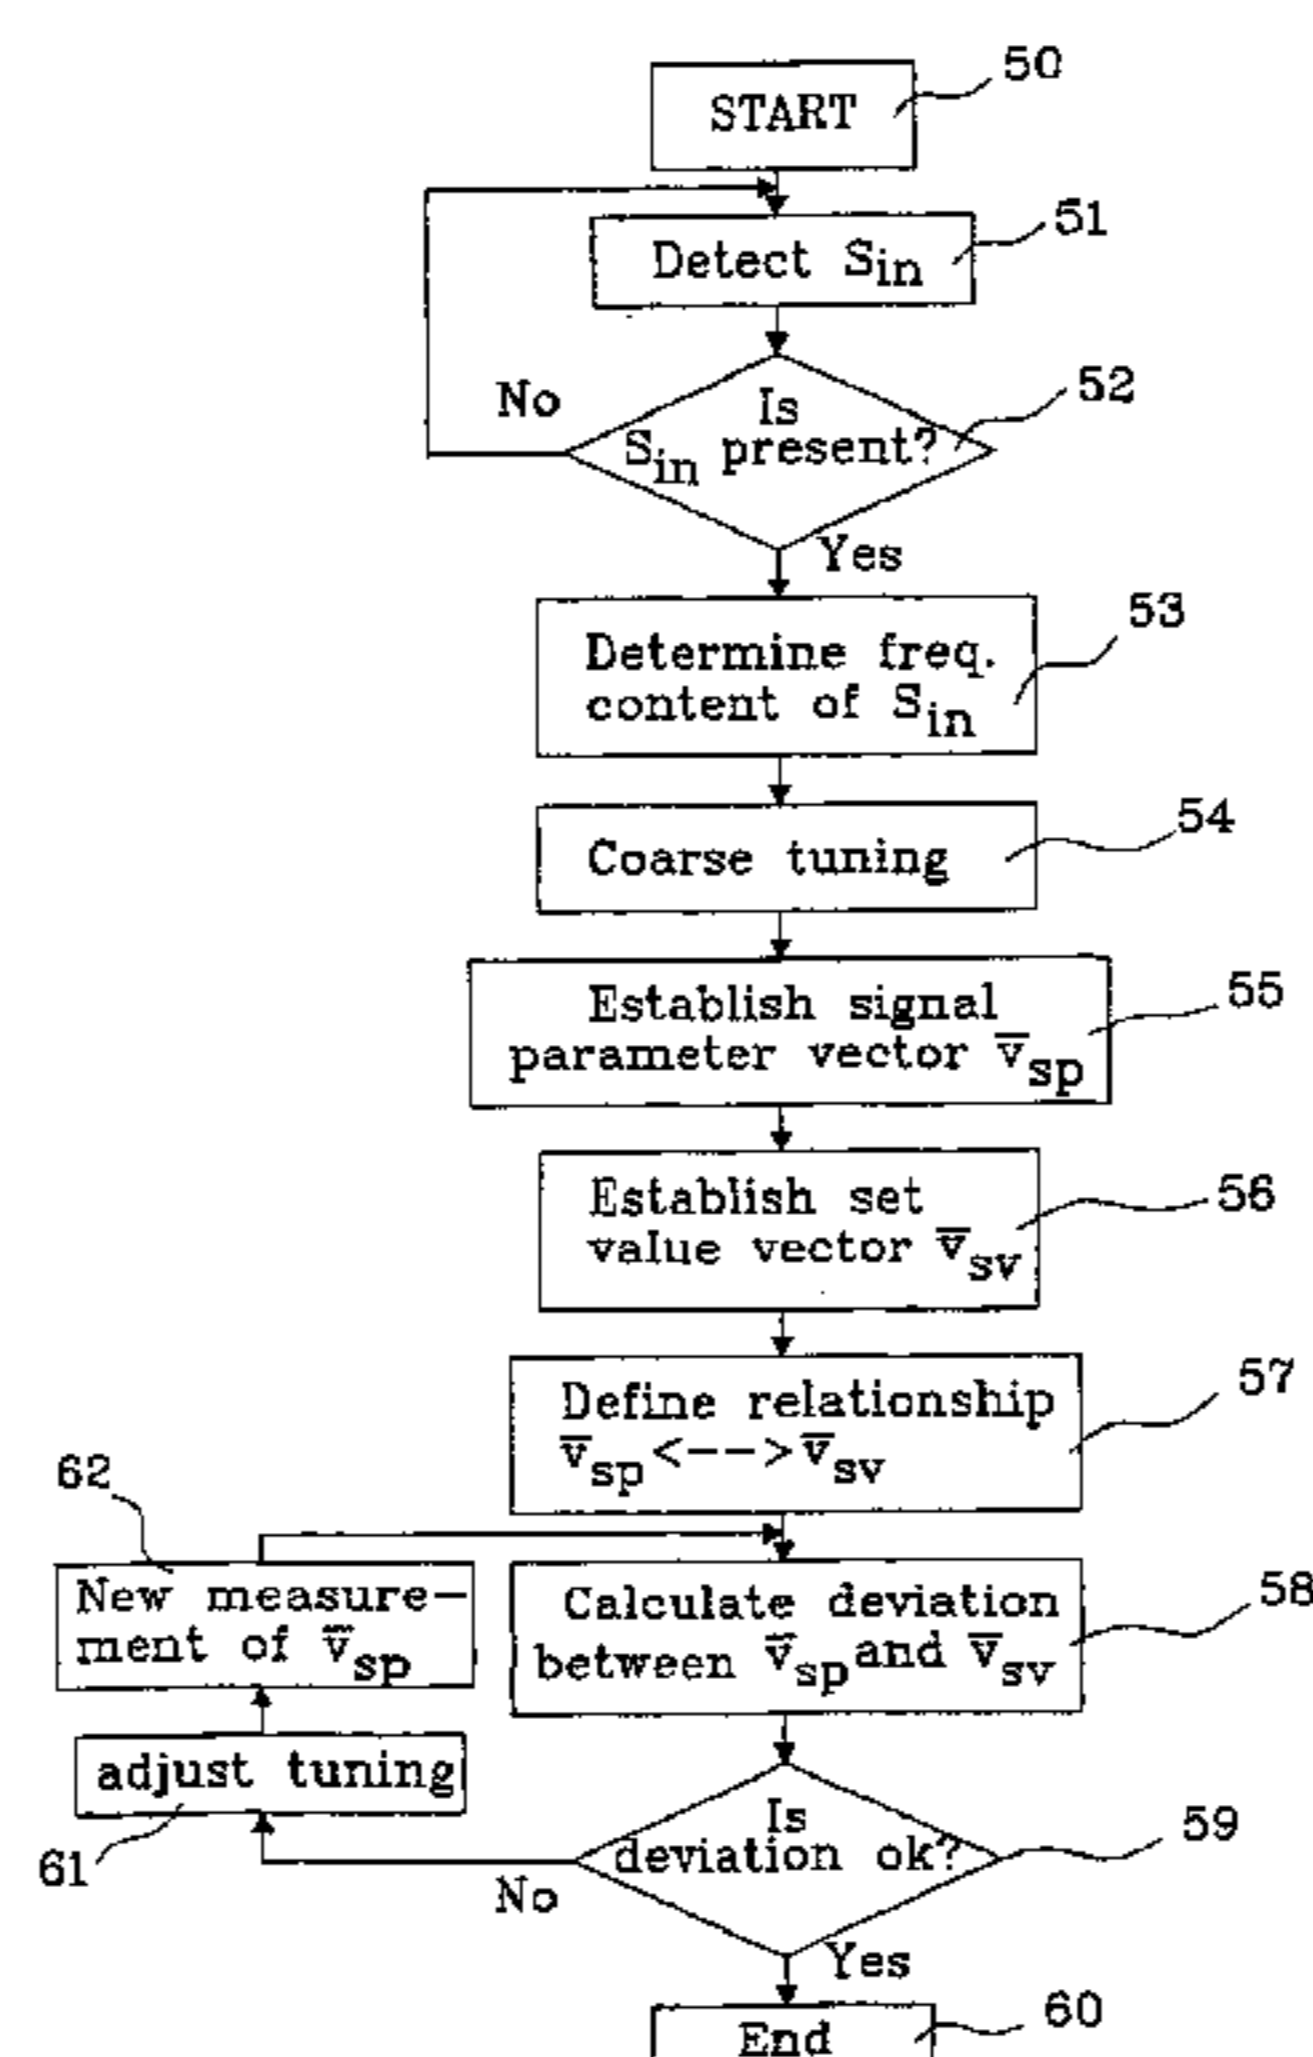 50
START
51
Detect Sin
52
No
Is
Sin present?
Yes
53
Determine freq.
content of Sin
54
Coarse tuning
55
Establish signal
parameter vector v̅sp
56
Establish set
value vector v̅sv
57
Define relationship
v̅sp<-->v̅sv
62
New measure-
ment of v̅sp
58
Calculate deviation
between v̅sp and v̅sv
adjust tuning
61
59
Is
deviation ok?
No
Yes
60
End